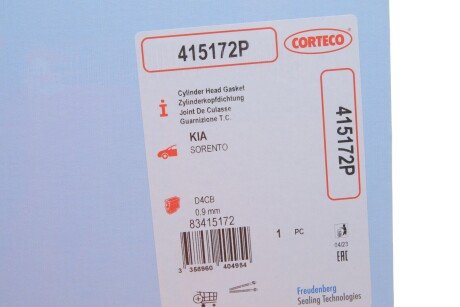 415172P
CORTECO
Cylinder Head Gasket
Zylinderkopfdichtung
Joint De Culasse
Guarnizione T.C.
KIA
SORENTO
415172P
D4CB
0.9 mm
83415172
1 PC
04/23
EAC
3 358960 404954
Freudenberg
Sealing Technologies